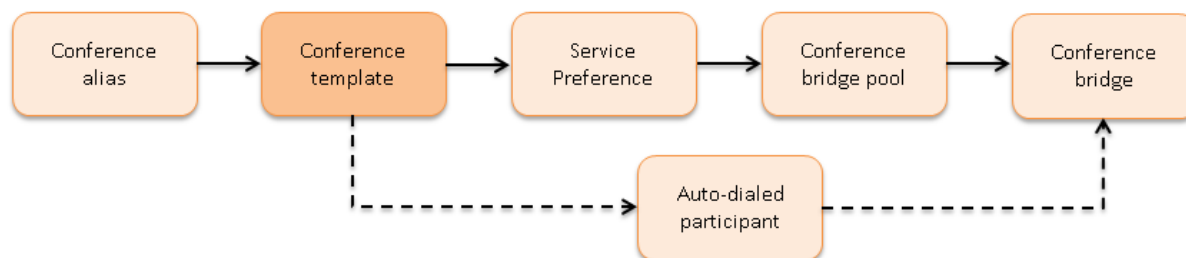 Conference
alias
Conference
template
Service
Preference
Conference
bridge pool
Conference
bridge
Auto-dialed
participant